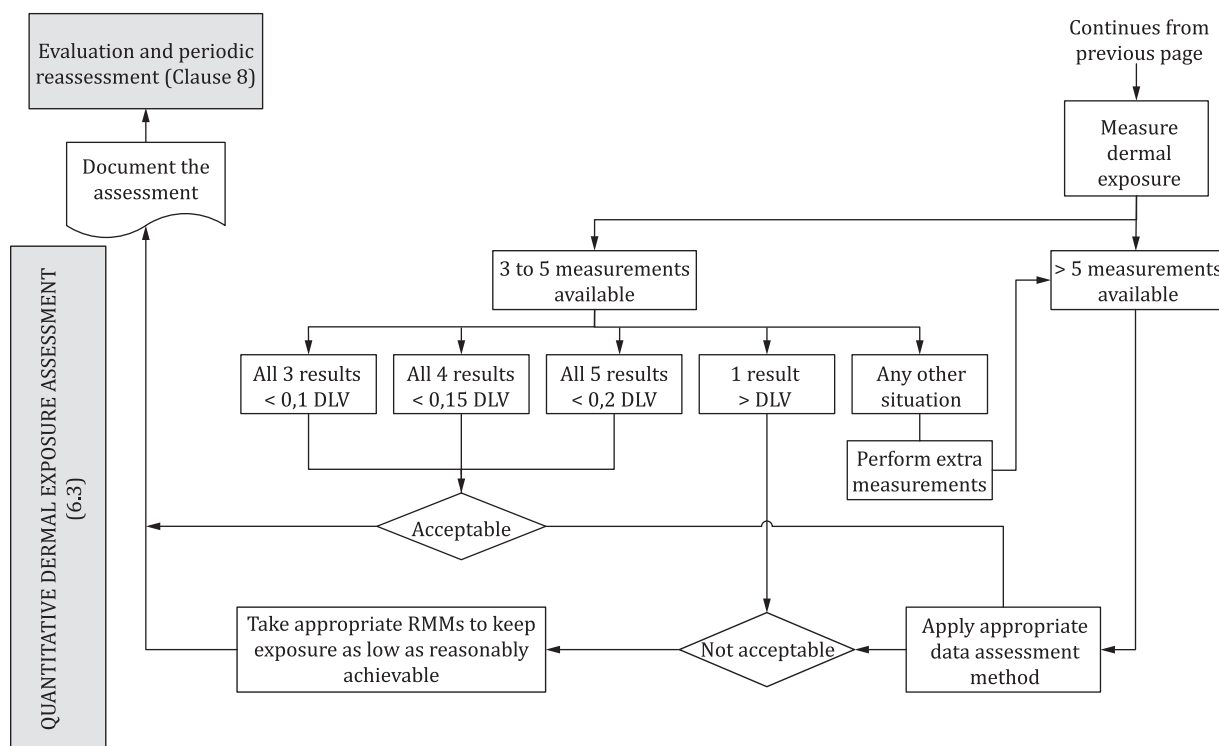 Evaluation and periodic
reassessment (Clause 8)
Continues from
previous page
Document the
assessment
Measure
dermal
exposure
3 to 5 measurements
available
> 5 measurements
available
QUANTITATIVE DERMAL EXPOSURE ASSESSMENT
(6.3)
All 3 results
< 0,1 DLV
All 4 results
< 0,15 DLV
All 5 results
< 0,2 DLV
1 result
> DLV
Any other
situation
Perform extra
measurements
Acceptable
Take appropriate RMMs to keep
exposure as low as reasonably
achievable
Not acceptable
Apply appropriate
data assessment
method